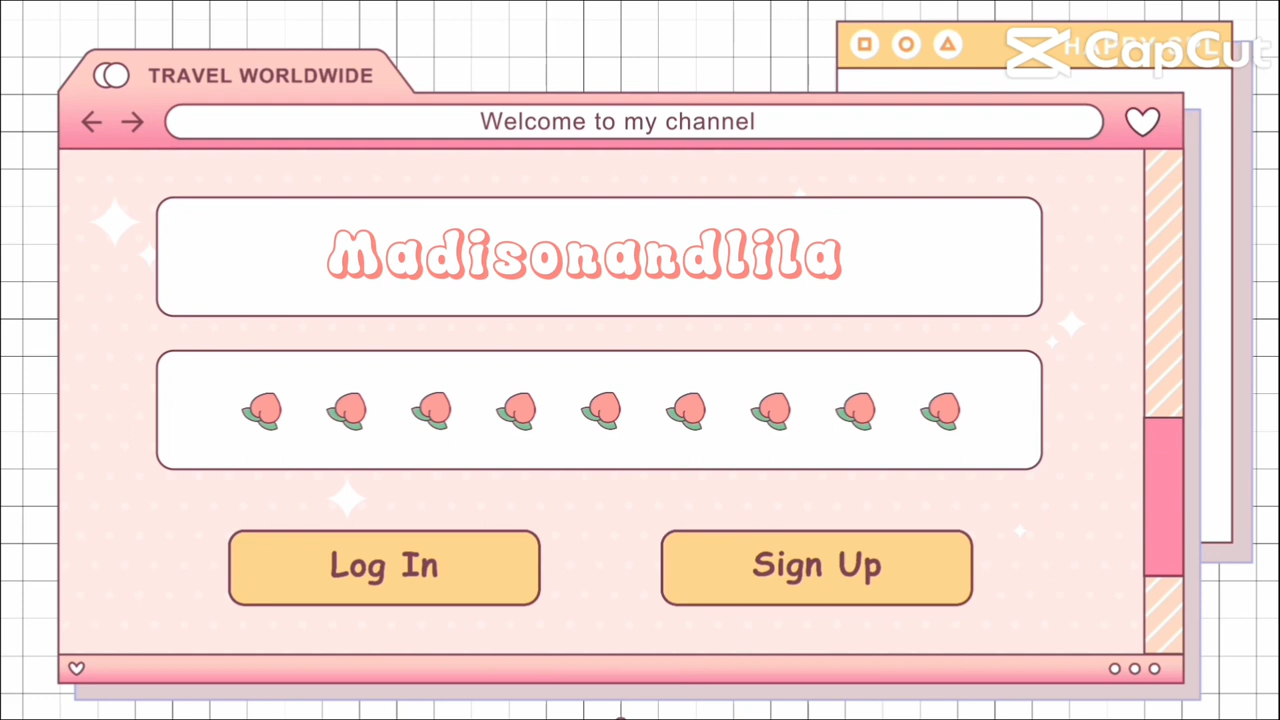 CapCut
TRAVEL WORLDWIDE
Welcome to my channel
Madisonandlila
Log In
Sign Up